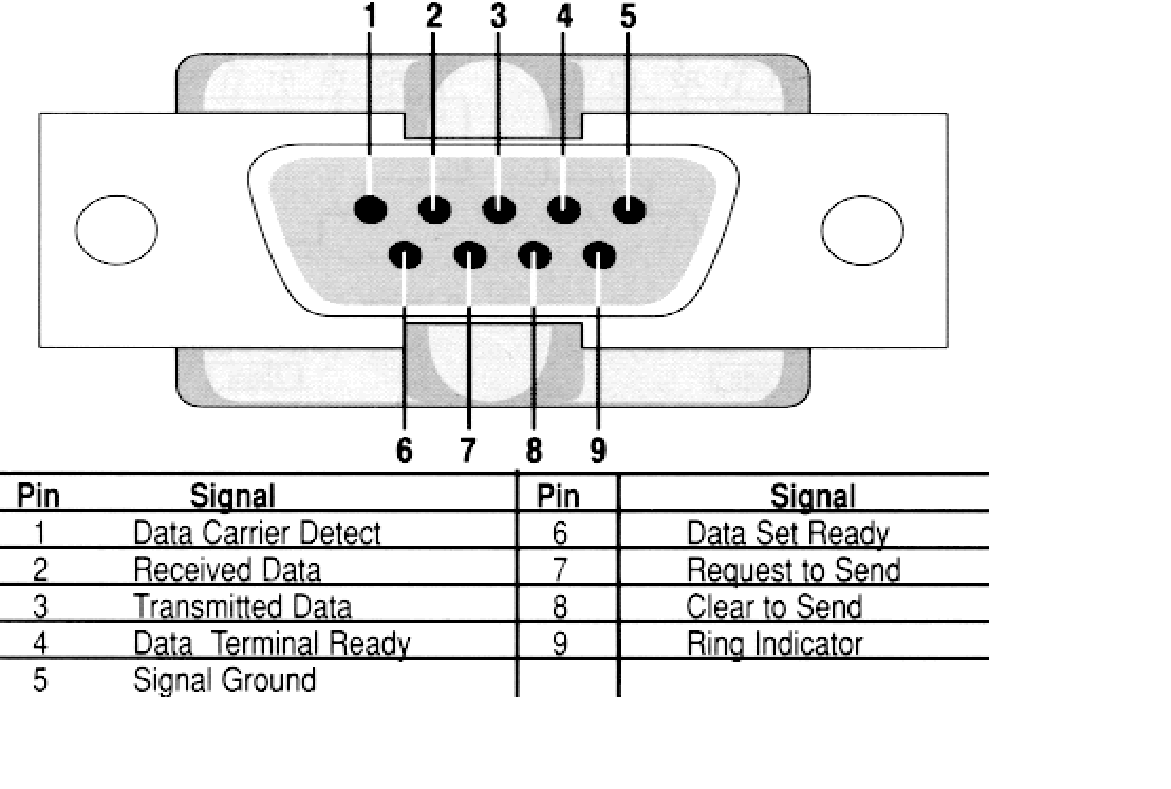 1 2 3 4 5
6 7 8 9
Pin Signal Pin Signal
1 Data Carrier Detect 6 Data Set Ready
2 Received Data 7 Request to Send
3 Transmitted Data 8 Clear to Send
4 Data Terminal Ready 9 Ring Indicator
5 Signal Ground